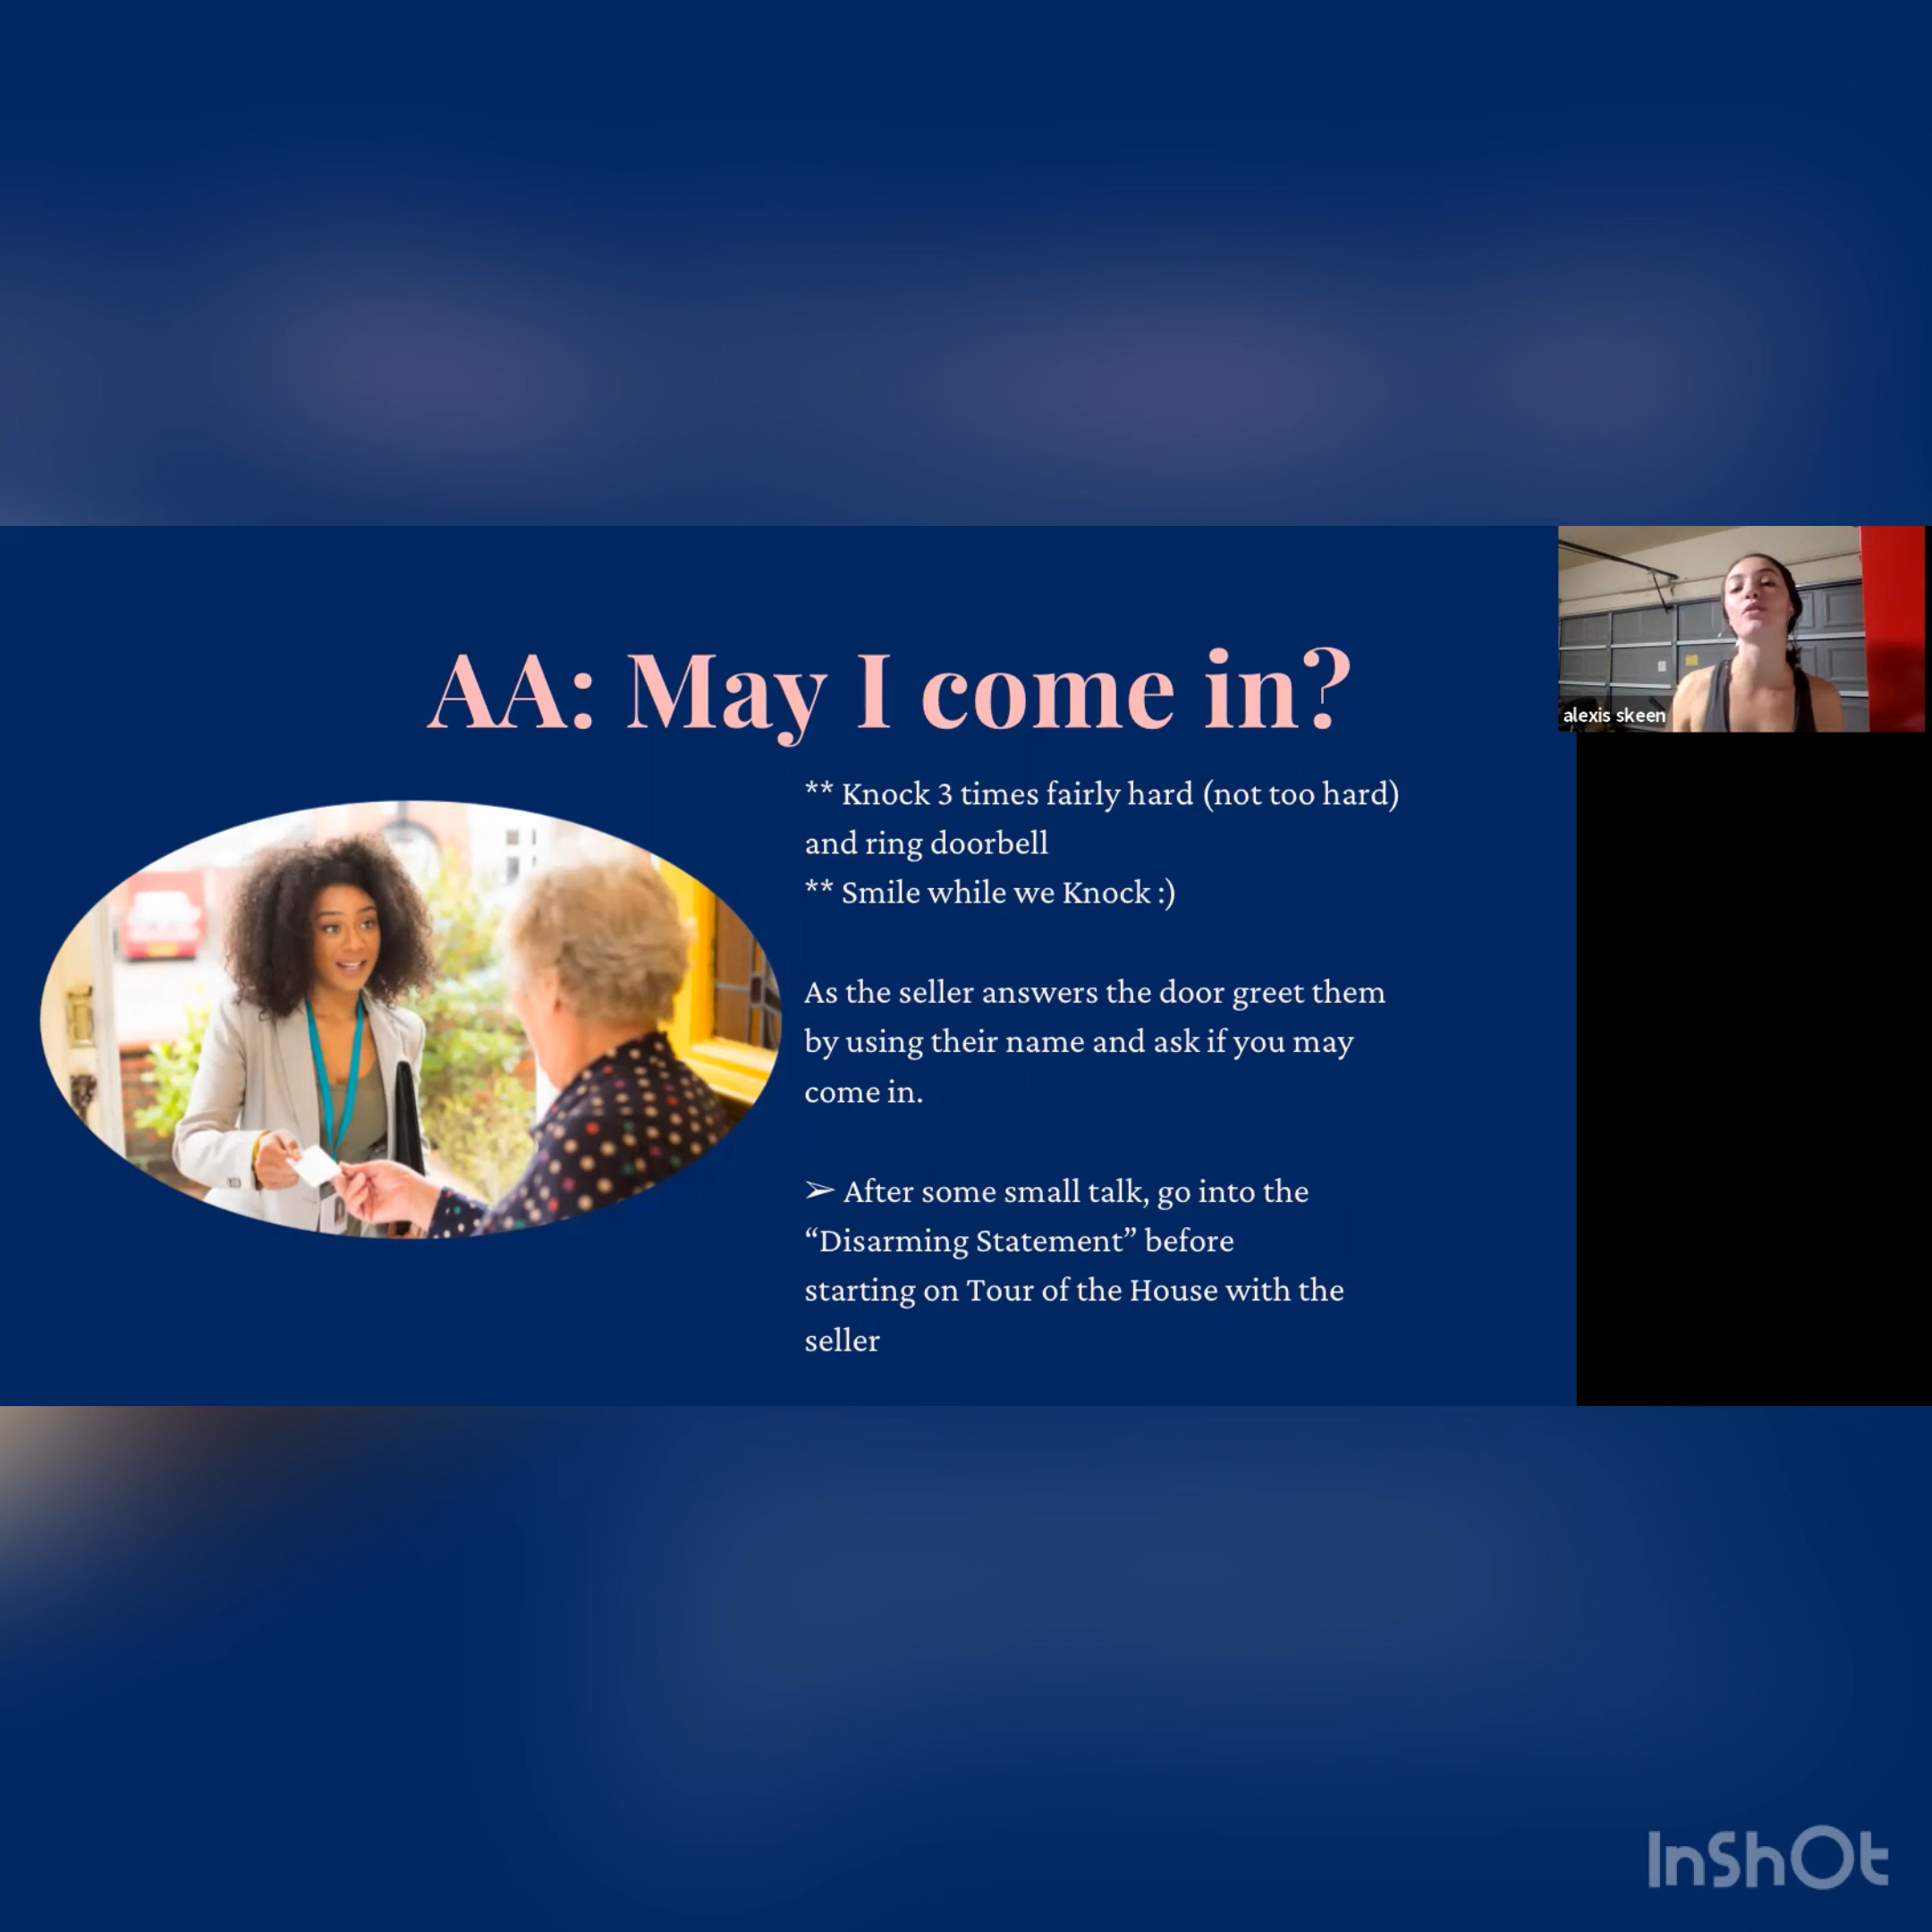 AA: May I come in?
alexis skeen
** Knock 3 times fairly hard (not too hard)
and ring doorbell
** Smile while we Knock :)
As the seller answers the door greet them
by using their name and ask if you may
come in.
➢ After some small talk, go into the
“Disarming Statement” before
starting on Tour of the House with the
seller
InShOt